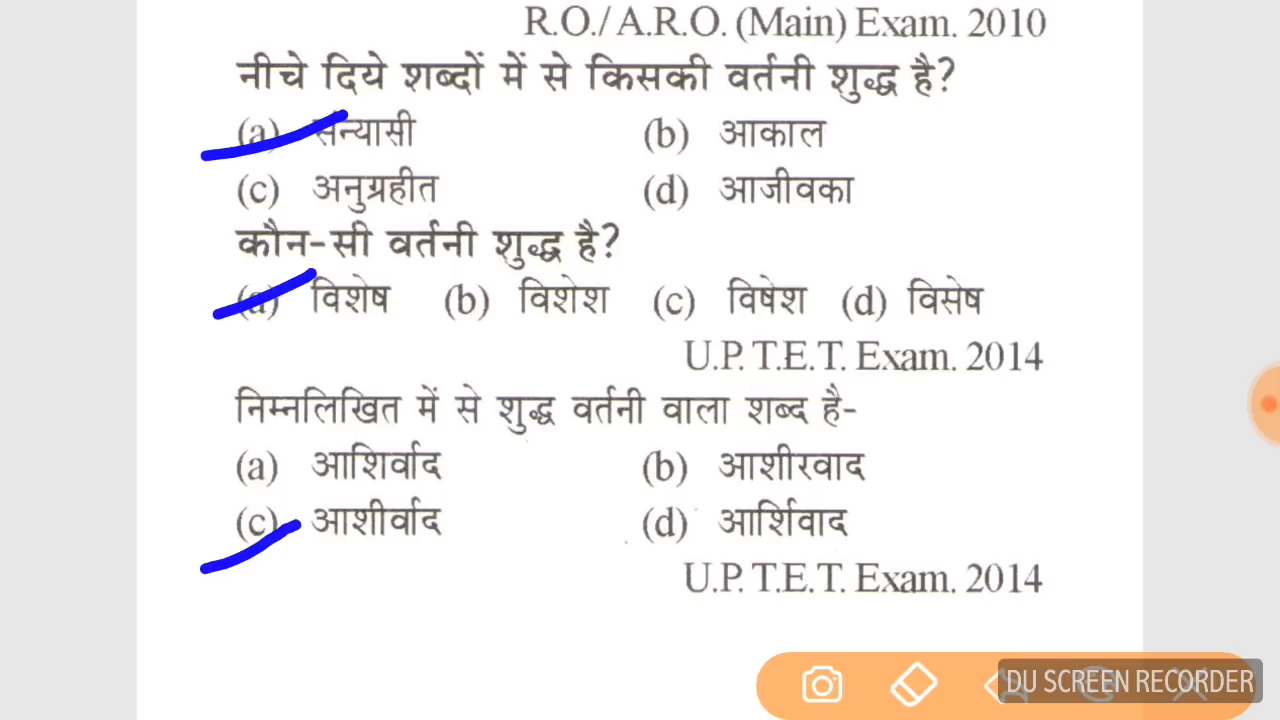 R.O./ A.R.O. (Main) Exam. 2010
नीचे दिये शब्दों में से किसकी वर्तनी शुद्ध है?
(a) संन्यासी (b) आकाल
(c) अनुग्रहीत (d) आजीवका
कौन-सी वर्तनी शुद्ध है?
(a) विशेष (b) विशेश (c) विषेश (d) विसेष
U.P.T.E.T. Exam. 2014
निम्नलिखित में से शुद्ध वर्तनी वाला शब्द है-
(a) आशिर्वाद (b) आशीरवाद
(c) आशीर्वाद (d) आर्शिवाद
U.P.T.E.T. Exam. 2014
DU SCREEN RECORDER